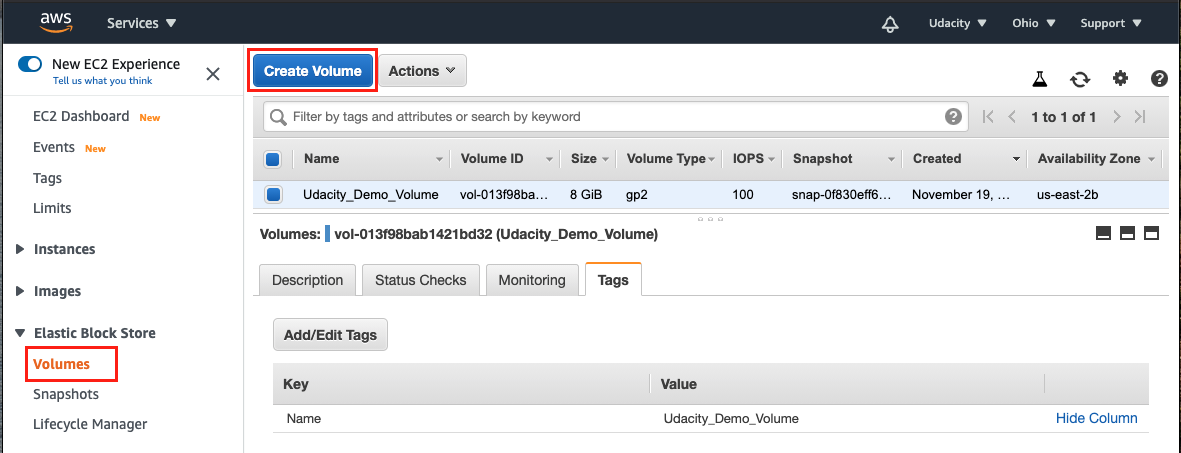 aws Services Udacity Ohio Support
New EC2 Experience
Tell us what you think
Create Volume Actions
EC2 Dashboard New
Events New
Tags
Limits
Instances
Images
Elastic Block Store
Volumes
Snapshots
Lifecycle Manager
Filter by tags and attributes or search by keyword
1 to 1 of 1
Name Volume ID Size Volume Type IOPS Snapshot Created Availability Zone
Udacity_Demo_Volume vol-013f98ba... 8 GiB gp2 100 snap-0f830eff6... November 19, ... us-east-2b
Volumes: vol-013f98bab1421bd32 (Udacity_Demo_Volume)
Description Status Checks Monitoring Tags
Add/Edit Tags
Key Value
Name Udacity_Demo_Volume Hide Column